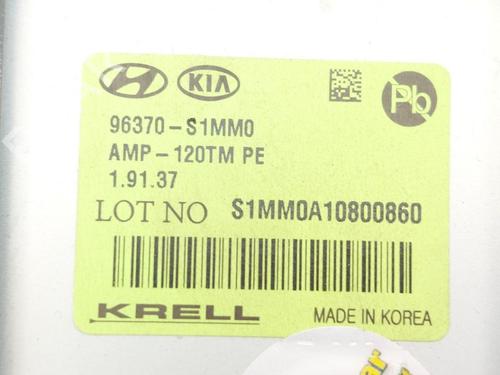 KIA
Pb
96370-S1MM0
AMP-120TM PE
1.91.37
LOT NO S1MM0A10800860
KRELL MADE IN KOREA